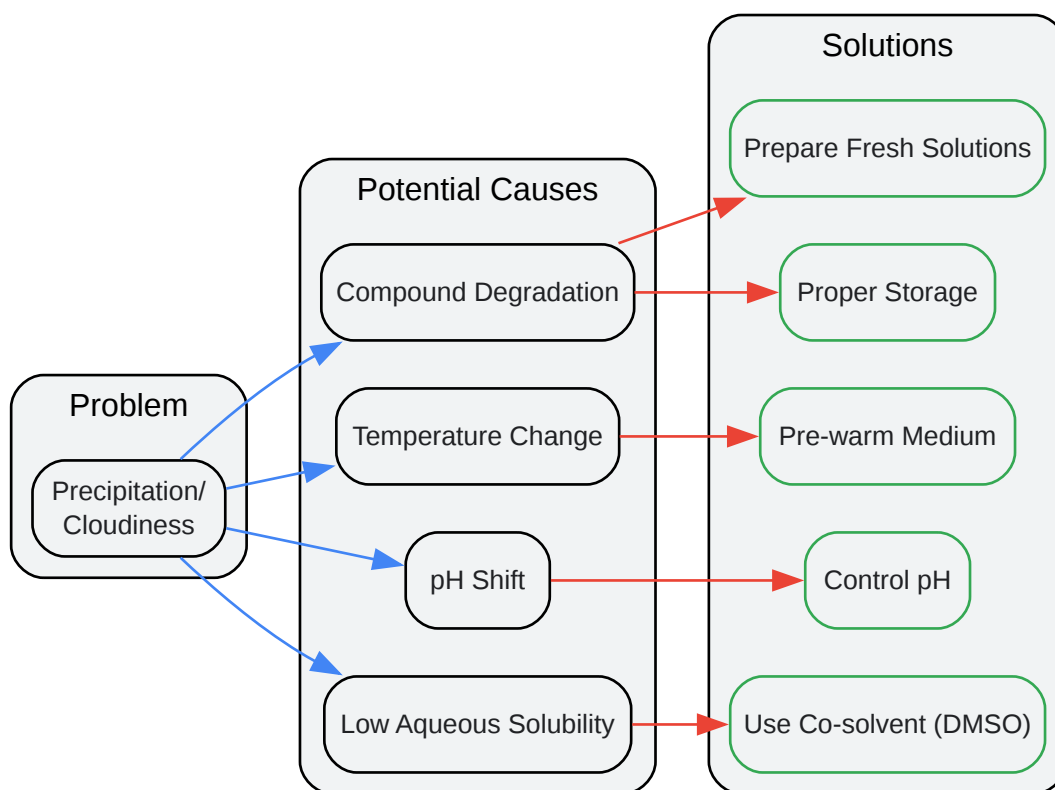 Problem
Precipitation/
Cloudiness
Potential Causes
Compound Degradation
Temperature Change
pH Shift
Low Aqueous Solubility
Solutions
Prepare Fresh Solutions
Proper Storage
Pre-warm Medium
Control pH
Use Co-solvent (DMSO)